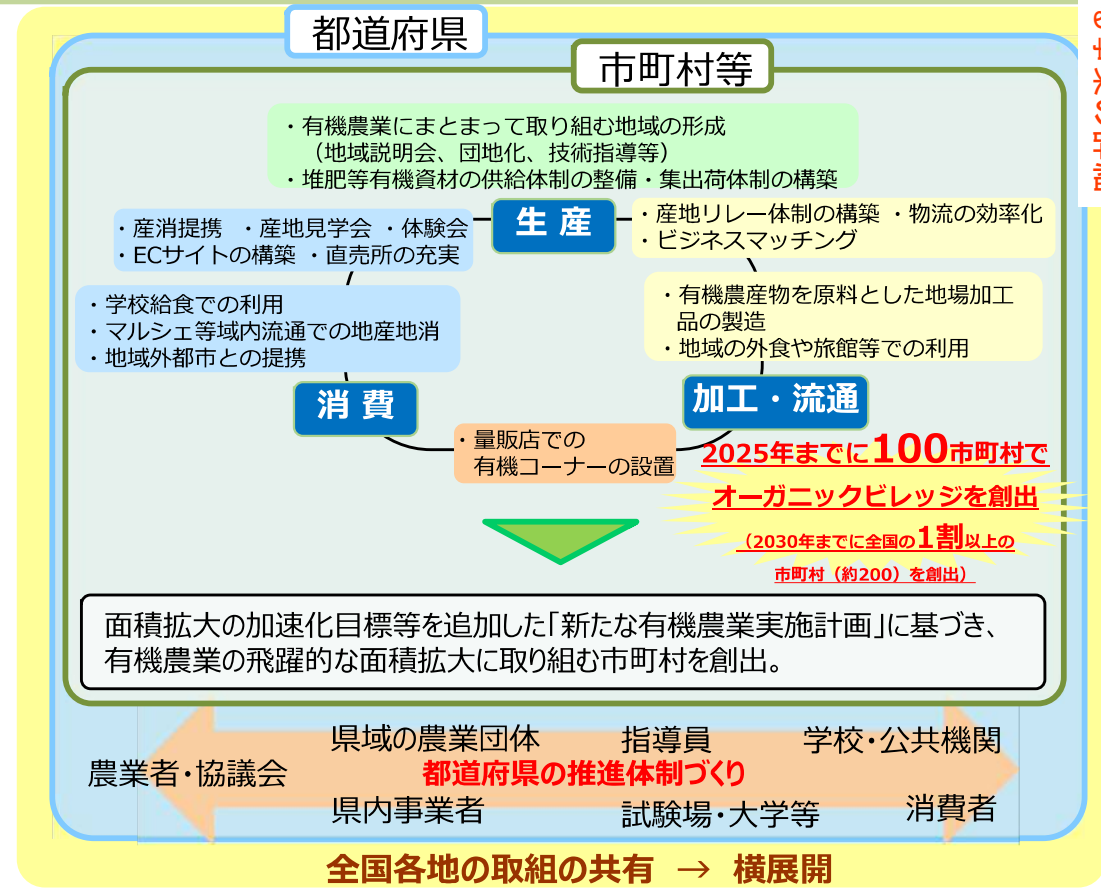 都道府県
市町村等
・有機農業にまとまって取り組む地域の形成
（地域説明会、団地化、技術指導等）
・堆肥等有機資材の供給体制の整備・集出荷体制の構築
生 産
・産消提携 ・産地見学会 ・体験会
・ECサイトの構築 ・直売所の充実
・産地リレー体制の構築 ・物流の効率化
・ビジネスマッチング
・学校給食での利用
・マルシェ等域内流通での地産地消
・地域外都市との提携
・有機農産物を原料とした地場加工
品の製造
・地域の外食や旅館等での利用
消 費
加工・流通
・量販店での
有機コーナーの設置
2025年までに100市町村で
オーガニックビレッジを創出
（2030年までに全国の1割以上の
市町村（約200）を創出）
面積拡大の加速化目標等を追加した「新たな有機農業実施計画」に基づき、
有機農業の飛躍的な面積拡大に取り組む市町村を創出。
県域の農業団体
指導員
学校・公共機関
農業者・協議会
都道府県の推進体制づくり
県内事業者
試験場・大学等
消費者
全国各地の取組の共有 → 横展開